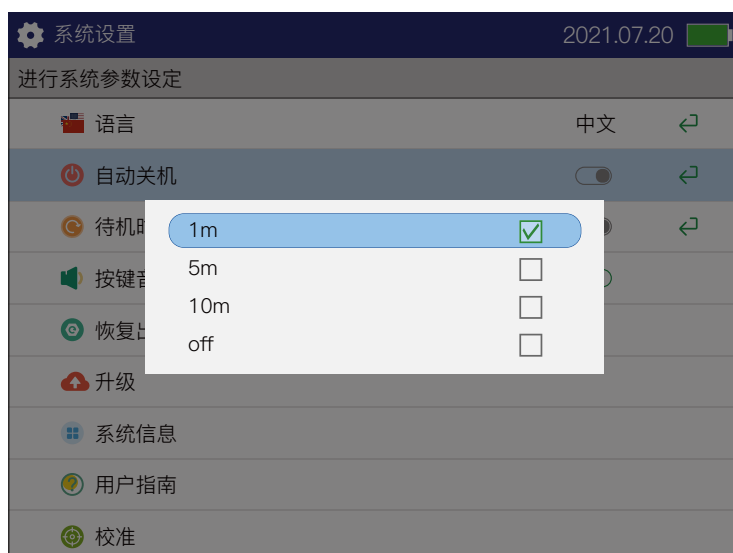 系统设置 2021.07.20
进行系统参数设定
语言 中文
自动关机
待机
1m
5m
按键
10m
恢复
off
升级
系统信息
用户指南
校准